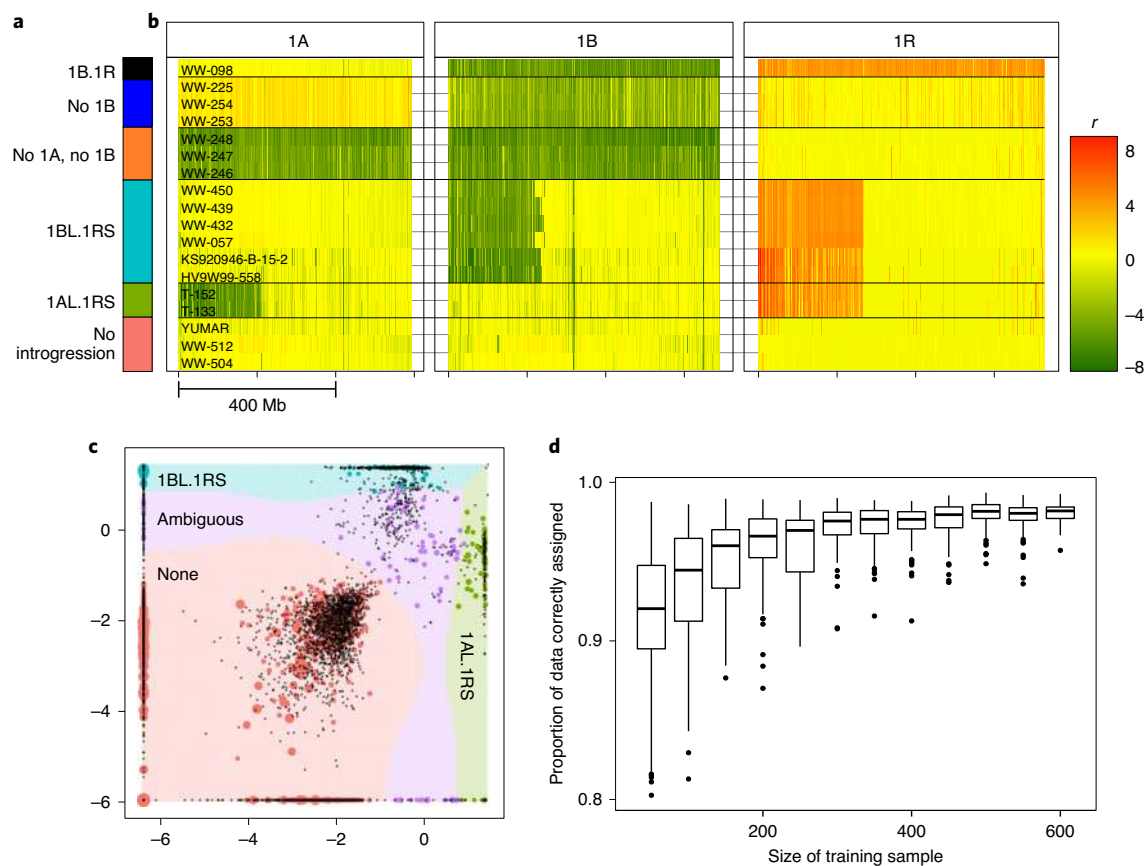 a
b
1A
1B
1R
1B.1R
No 1B
No 1A, no 1B
1BL.1RS
1AL.1RS
No
introgression
WW-098
WW-225
WW-254
WW-253
WW-248
WW-247
WW-246
WW-450
WW-439
WW-432
WW-057
KS920946-B-15-2
HV9W99-558
T-152
T-133
YUMAR
WW-512
WW-504
400 Mb
r
8
4
0
−4
−8
c
1BL.1RS
Ambiguous
None
1AL.1RS
0
−2
−4
−6
−6
−4
−2
0
d
Proportion of data correctly assigned
1.0
0.9
0.8
200
400
600
Size of training sample